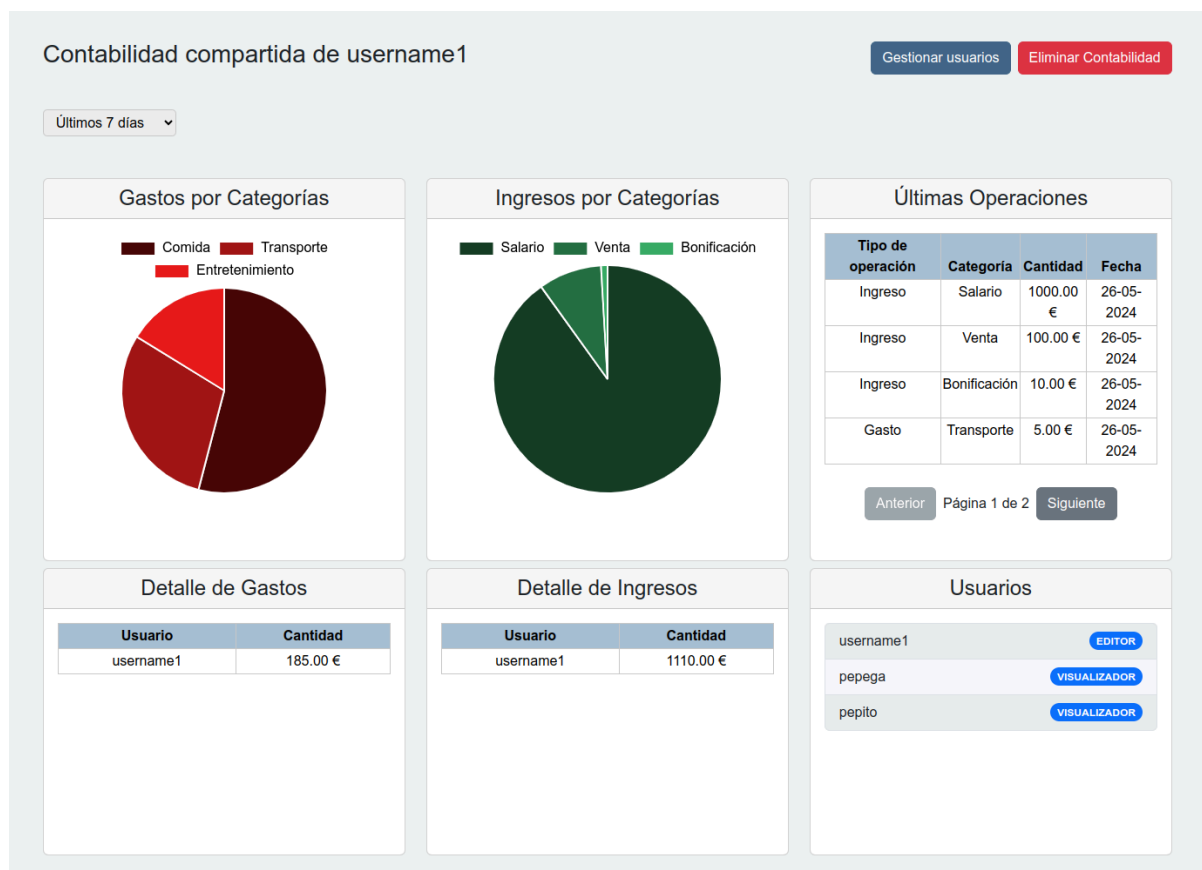 Contabilidad compartida de username1
Gestionar usuarios
Eliminar Contabilidad
Últimos 7 días
Gastos por Categorías
Comida Transporte
Entretenimiento
Ingresos por Categorías
Salario Venta Bonificación
Últimas Operaciones
Tipo de
operación Categoría Cantidad Fecha
Ingreso Salario 1000.00 26-05-
€ 2024
Ingreso Venta 100.00 € 26-05-
2024
Ingreso Bonificación 10.00 € 26-05-
2024
Gasto Transporte 5.00 € 26-05-
2024
Anterior Página 1 de 2 Siguiente
Detalle de Gastos
Usuario Cantidad
username1 185.00 €
Detalle de Ingresos
Usuario Cantidad
username1 1110.00 €
Usuarios
username1 EDITOR
pepega VISUALIZADOR
pepito VISUALIZADOR